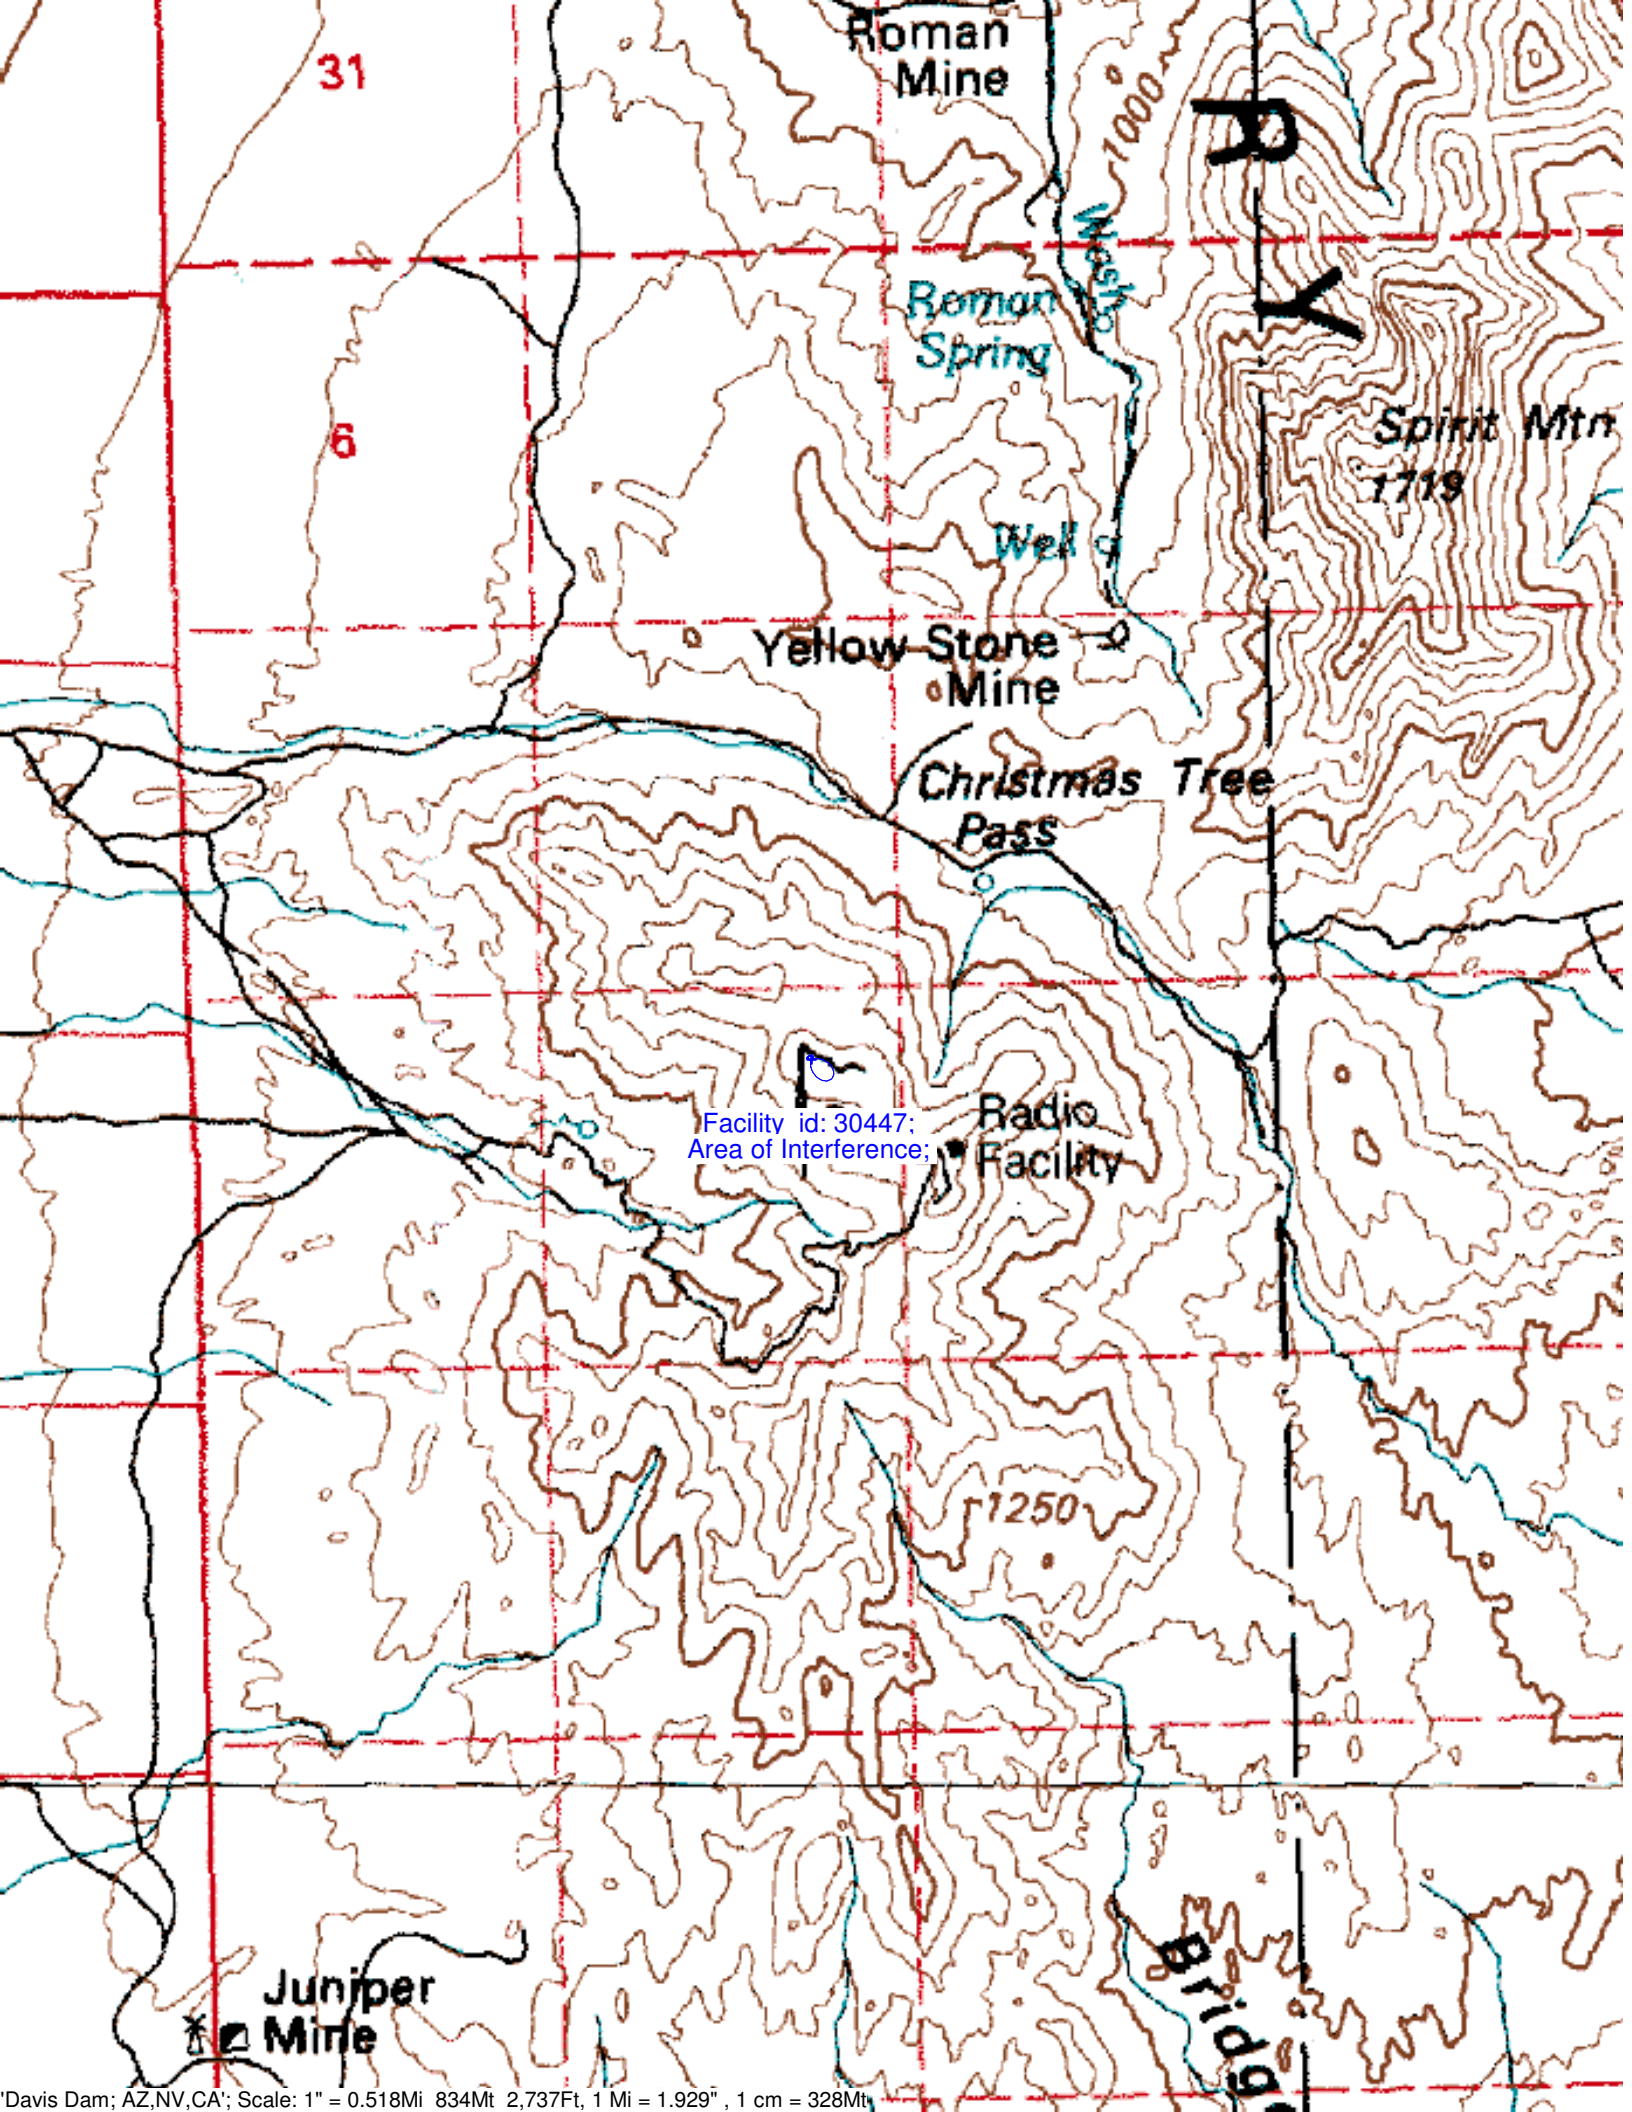 Roman
Mine
31
1000
R
Wash
Roman
Spring
Y
6
Spirit Mtn
1719
Well
Yellow Stone
Mine
Christmas Tree
Pass
Facility_id: 30447;
Area of Interference;
Radio
Facility
1250
Bridge
Juniper
Mine
'Davis Dam; AZ,NV,CA'; Scale: 1" = 0.518Mi 834Mt 2,737Ft, 1 Mi = 1.929" , 1 cm = 328Mt